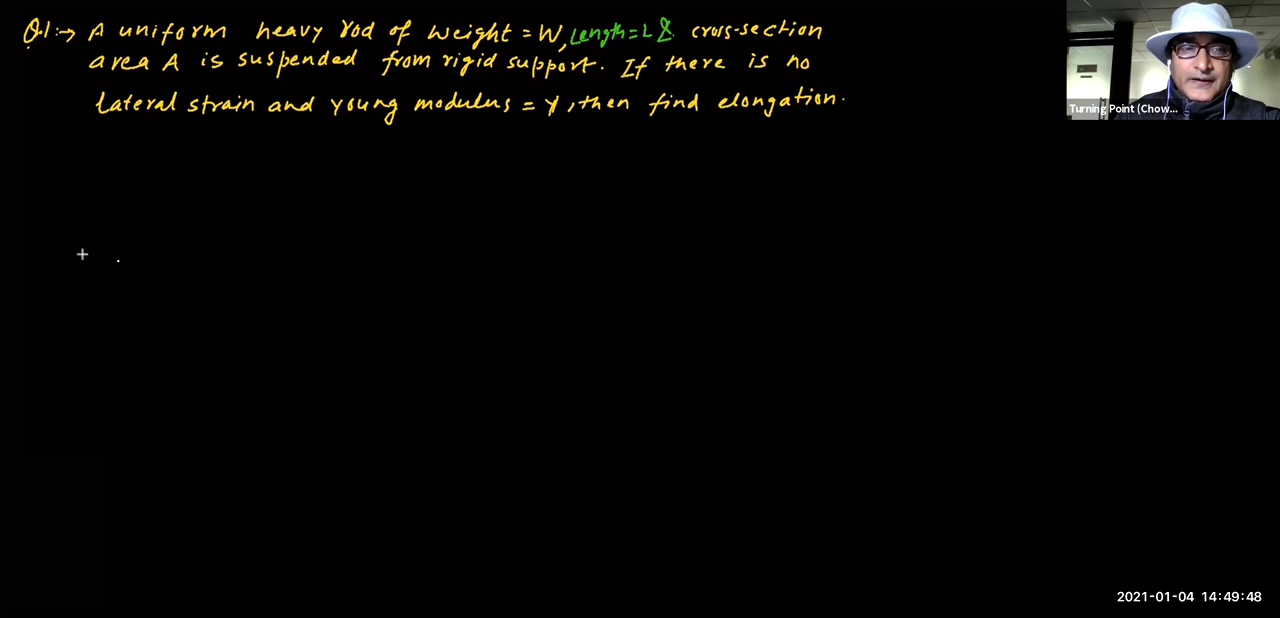 Q.1:→ A uniform heavy rod of weight = W, Length = L & cross-section
area A is suspended from rigid support. If there is no
lateral strain and young modulus = Y, then find elongation.
Turning Point (Chow...
2021-01-04 14:49:48